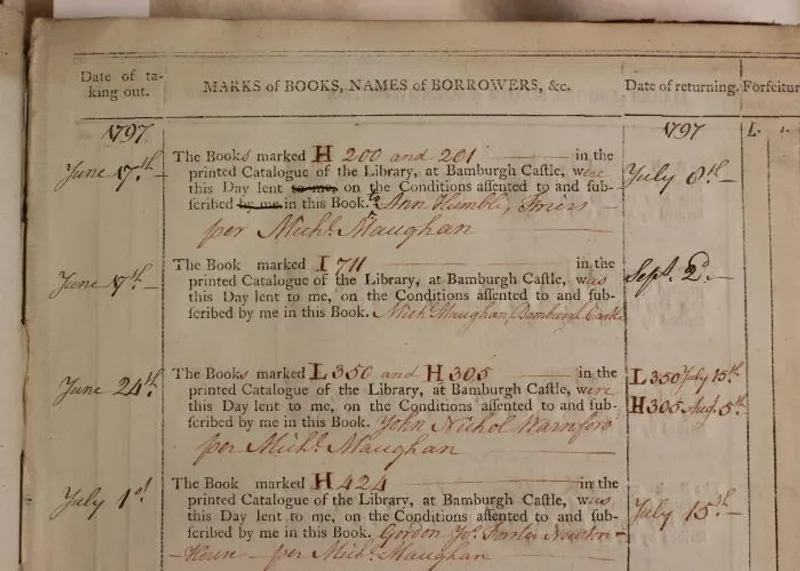 Date of ta-
king out.
MARKS of BOOKS, NAMES of BORROWERS, &c.
Date of returning.
Forfeitur
1797
1797
L. s.
June 17th
The Books marked H 200 and 201 in the
printed Catalogue of the Library, at Bamburgh Caſtle, were
this Day lent to me, on the Conditions aſſented to and ſub-
ſcribed by me in this Book. to Ann Humble, Friers
per Michl. Maughan
July 8th
June 17th
The Book marked I 711 in the
printed Catalogue of the Library, at Bamburgh Caſtle, was
this Day lent to me, on the Conditions aſſented to and ſub-
ſcribed by me in this Book. Michl. Maughan, Bamburgh Castle
Sept. 2d.
June 24th
The Books marked L 350 and H 305 in the
printed Catalogue of the Library, at Bamburgh Caſtle, were
this Day lent to me, on the Conditions aſſented to and ſub-
ſcribed by me in this Book. John Nichol Warnford
per Michl. Maughan
L 350 July 15th
H 305 Aug. 5th
July 1st
The Book marked H 424 in the
printed Catalogue of the Library, at Bamburgh Caſtle, was
this Day lent to me, on the Conditions aſſented to and ſub-
ſcribed by me in this Book. Gordon Forster Newton-
House - per Michl. Maughan
July 15th